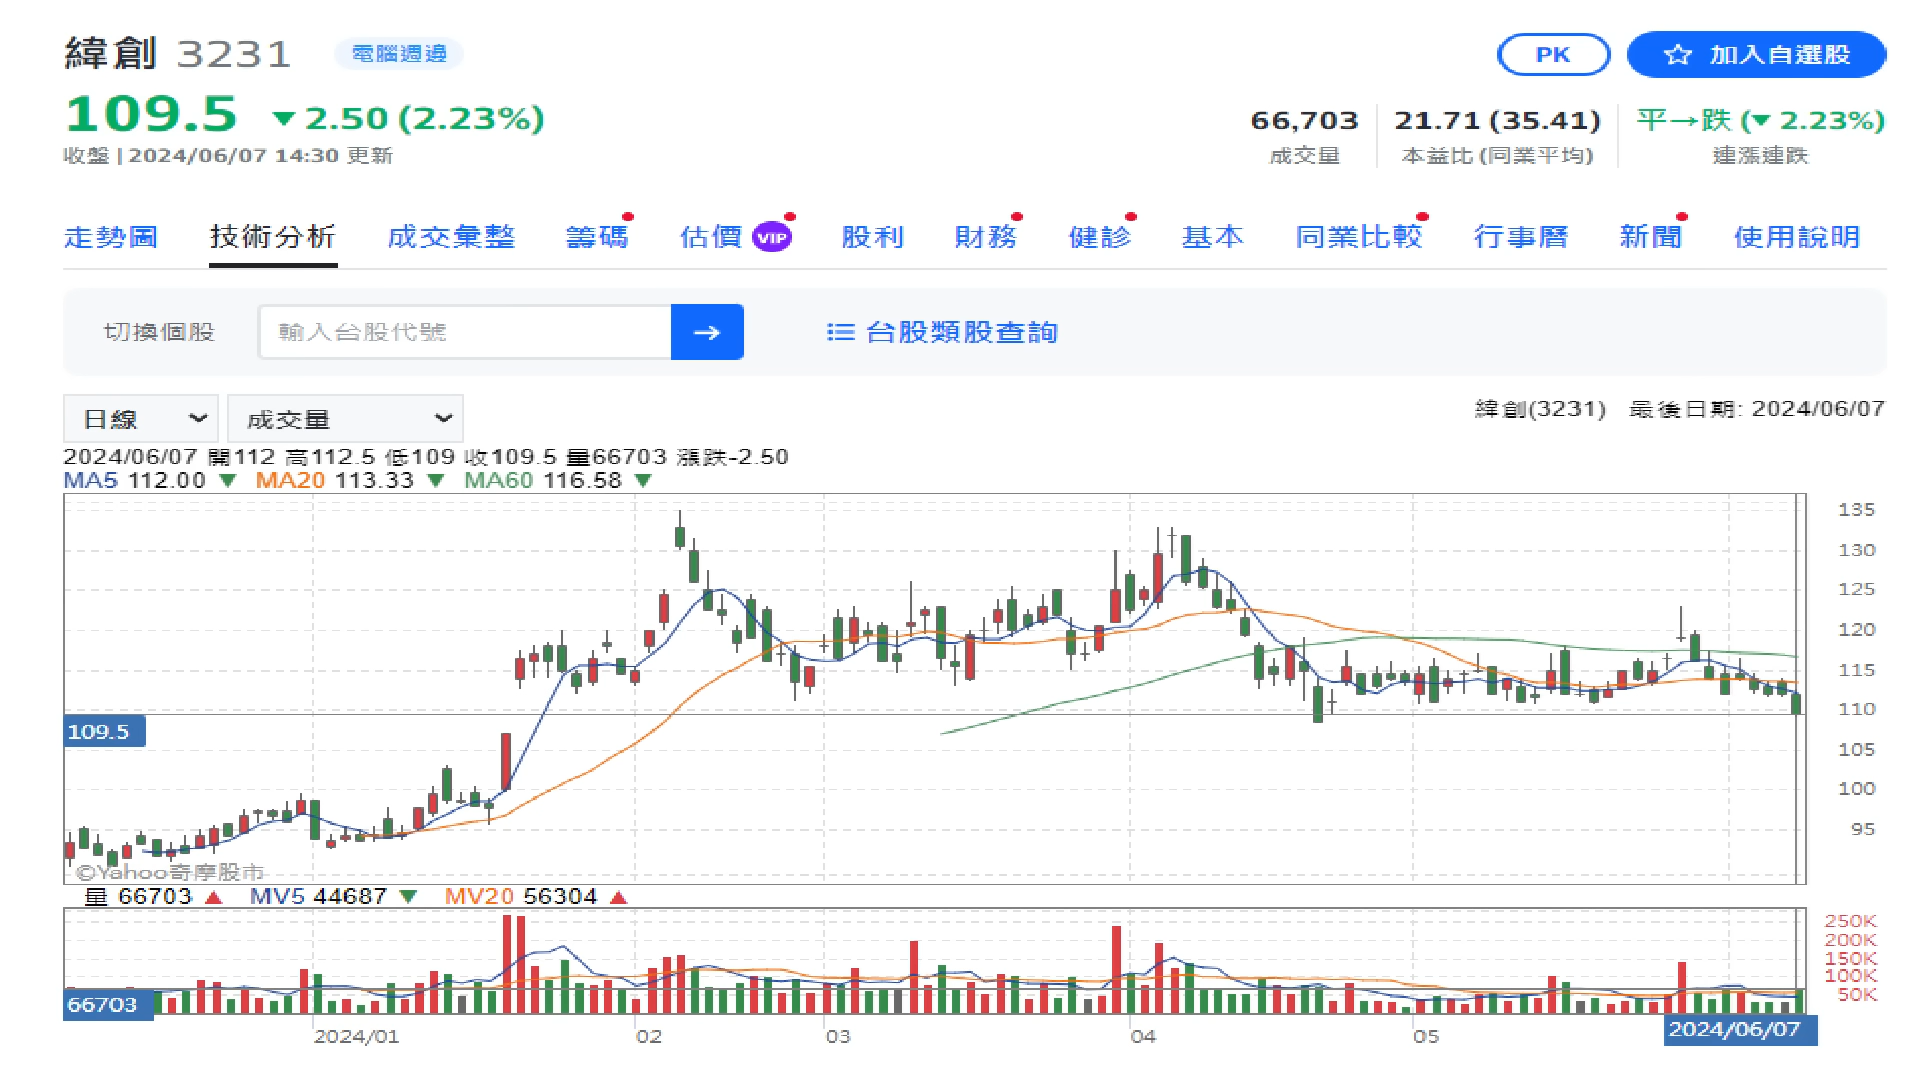 緯創 3231 電腦週邊
PK ☆ 加入自選股
109.5 ▼ 2.50 (2.23%)
收盤 | 2024/06/07 14:30 更新
66,703 21.71 (35.41) 平→跌 (▼ 2.23%)
成交量 本益比 (同業平均) 連漲連跌
走勢圖 技術分析 成交彙整 籌碼 估價 VIP 股利 財務 健診 基本 同業比較 行事曆 新聞 使用說明
切換個股 輸入台股代號 → 台股類股查詢
日線 成交量
緯創(3231) 最後日期: 2024/06/07
2024/06/07 開112 高112.5 低109 收109.5 量66703 漲跌-2.50
MA5 112.00 ▼ MA20 113.33 ▼ MA60 116.58 ▼
135
130
125
120
115
110
109.5
105
100
95
©Yahoo奇摩股市
量 66703 ▲ MV5 44687 ▼ MV20 56304 ▲
250K
200K
150K
100K
50K
66703
2024/01 02 03 04 05 2024/06/07